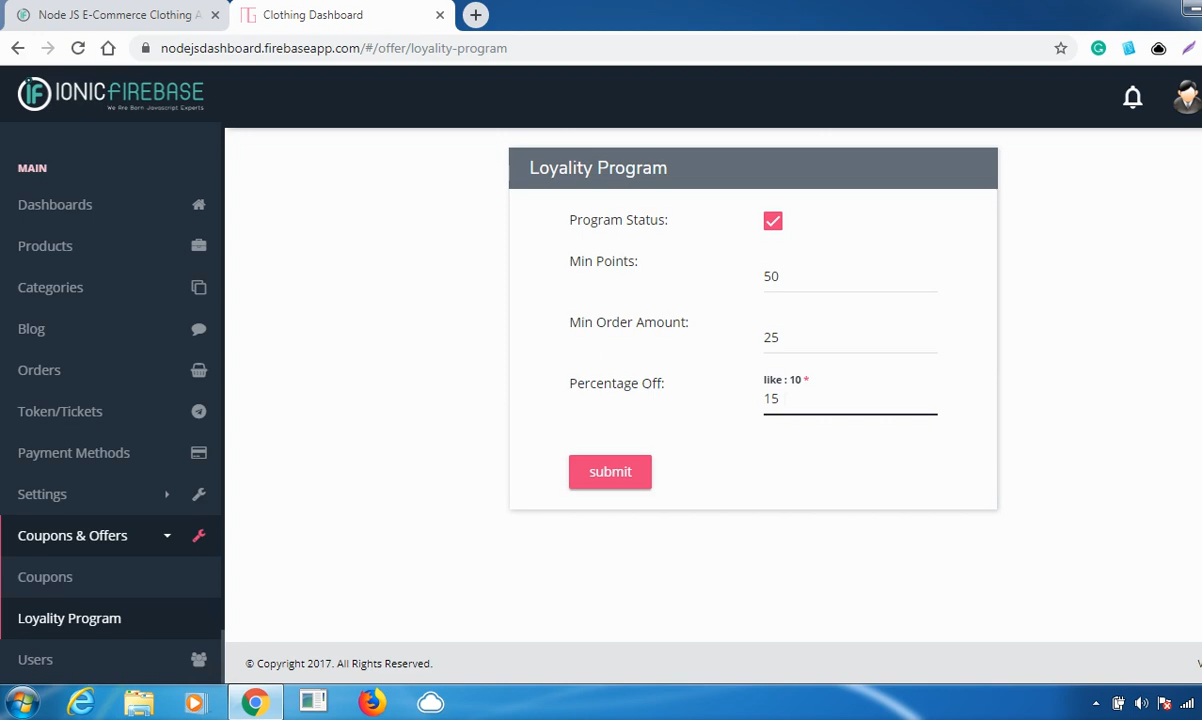 Node JS E-Commerce Clothing A
Clothing Dashboard
nodejsdashboard.firebaseapp.com/#/offer/loyality-program
IF IONICFIREBASE
We Are Born Javascript Experts
MAIN
Dashboards
Products
Categories
Blog
Orders
Token/Tickets
Payment Methods
Settings
Coupons & Offers
Coupons
Loyality Program
Users
Loyality Program
Program Status:
Min Points:
50
Min Order Amount:
25
Percentage Off:
like : 10 *
15
submit
© Copyright 2017. All Rights Reserved.
V